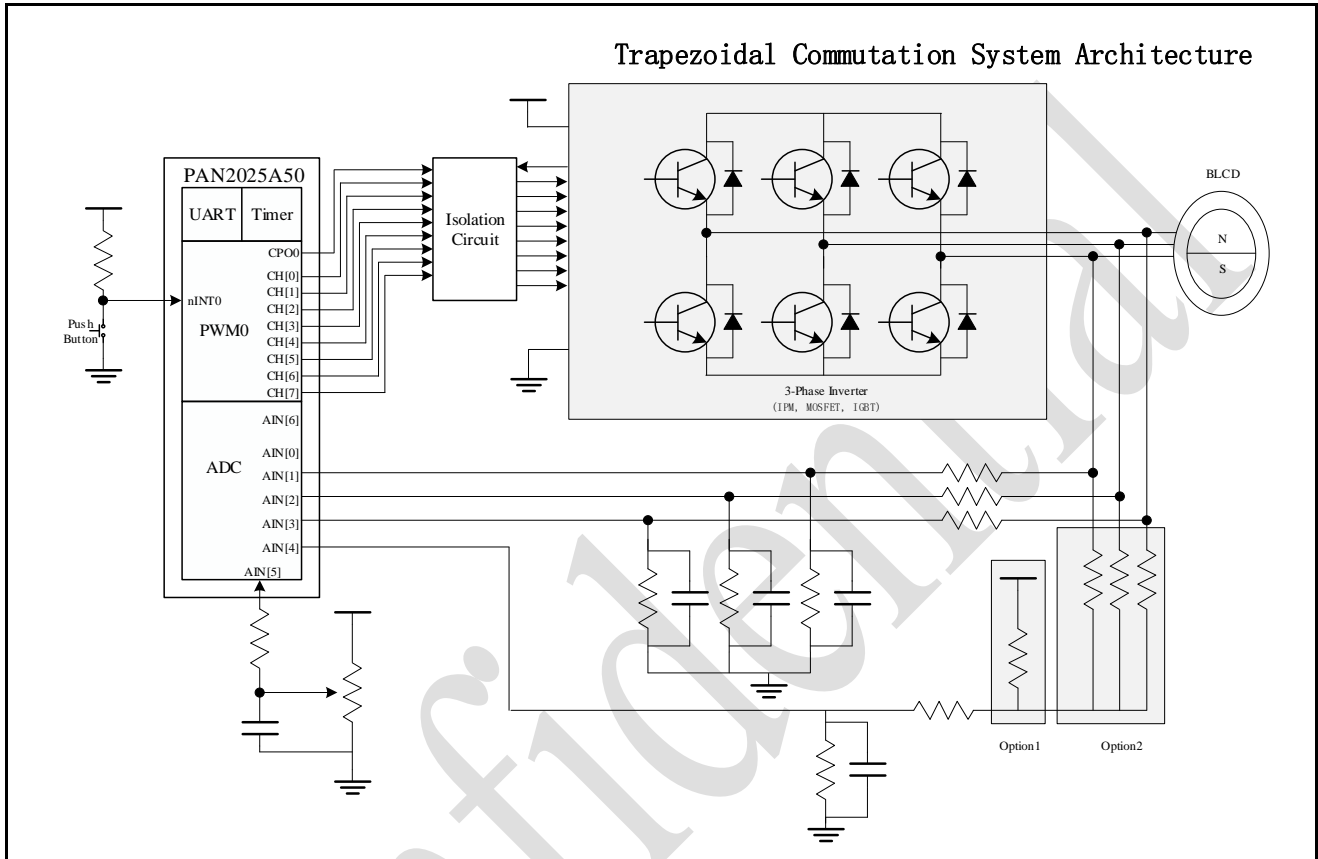 Trapezoidal Commutation System Architecture
PAN2025A50
UART Timer
CPO0
CH[0]
CH[1]
nINT0
CH[2]
PWM0
CH[3]
CH[4]
CH[5]
CH[6]
CH[7]
Push
Button
Isolation
Circuit
BLCD
N
S
3-Phase Inverter
(IPM, MOSFET, IGBT)
AIN[6]
AIN[0]
ADC
AIN[1]
AIN[2]
AIN[3]
AIN[4]
AIN[5]
Option1
Option2
fidential